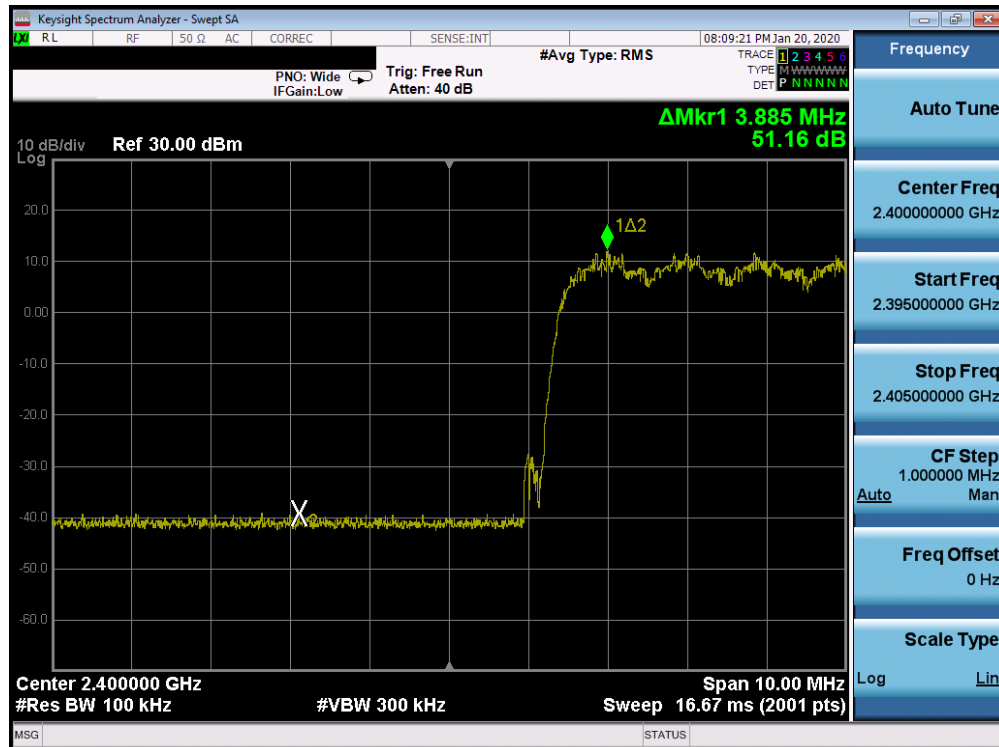 Keysight Spectrum Analyzer - Swept SA
LXI RL RF 50 Ω AC CORREC SENSE:INT 08:09:21 PM Jan 20, 2020
#Avg Type: RMS
TRACE 1 2 3 4 5 6
PNO: Wide Trig: Free Run
TYPE M W W W W W
IFGain:Low Atten: 40 dB
DET P N N N N N
ΔMkr1 3.885 MHz
51.16 dB
10 dB/div Ref 30.00 dBm
Log
20.0
1Δ2
10.0
0.00
-10.0
-20.0
-30.0
-40.0
X
2
-50.0
-60.0
Center 2.400000 GHz Span 10.00 MHz
#Res BW 100 kHz #VBW 300 kHz Sweep 16.67 ms (2001 pts)
MSG STATUS
Frequency
Auto Tune
Center Freq
2.400000000 GHz
Start Freq
2.395000000 GHz
Stop Freq
2.405000000 GHz
CF Step
1.000000 MHz
Auto Man
Freq Offset
0 Hz
Scale Type
Log Lin